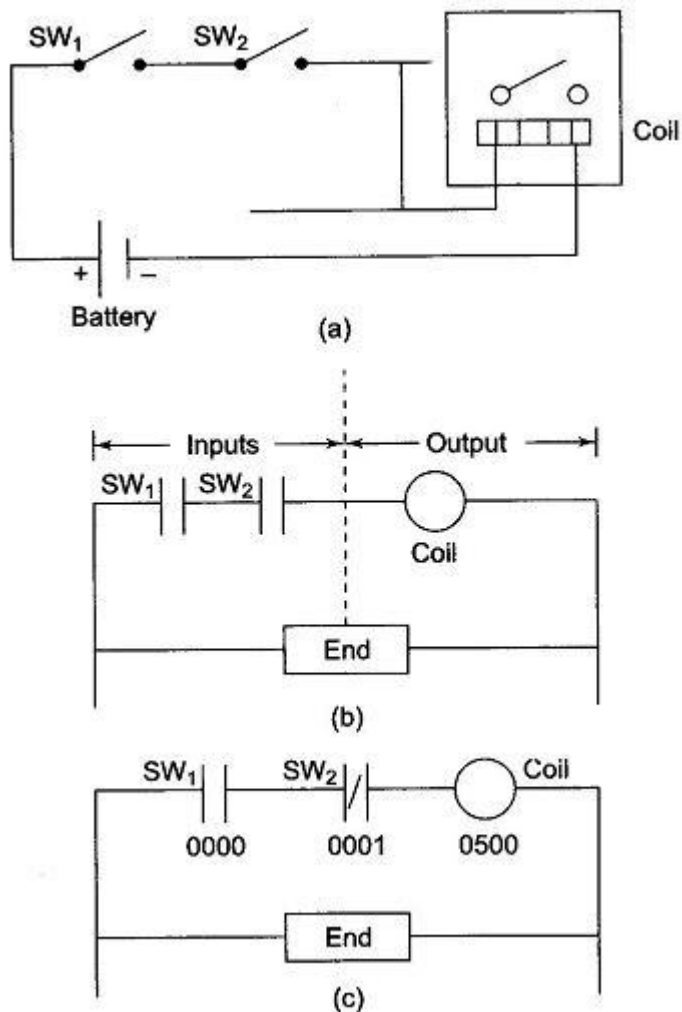 SW1 SW2
Coil
+ –
Battery
(a)
Inputs Output
SW1 SW2
Coil
End
(b)
SW1 SW2 Coil
0000 0001 0500
End
(c)